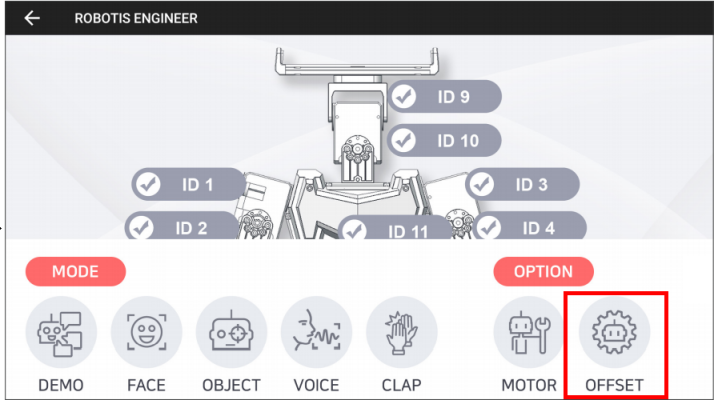 ROBOTIS ENGINEER
ID 9
ID 10
ID 1
ID 3
ID 2
ID 11
ID 4
MODE
OPTION
DEMO
FACE
OBJECT
VOICE
CLAP
MOTOR
OFFSET